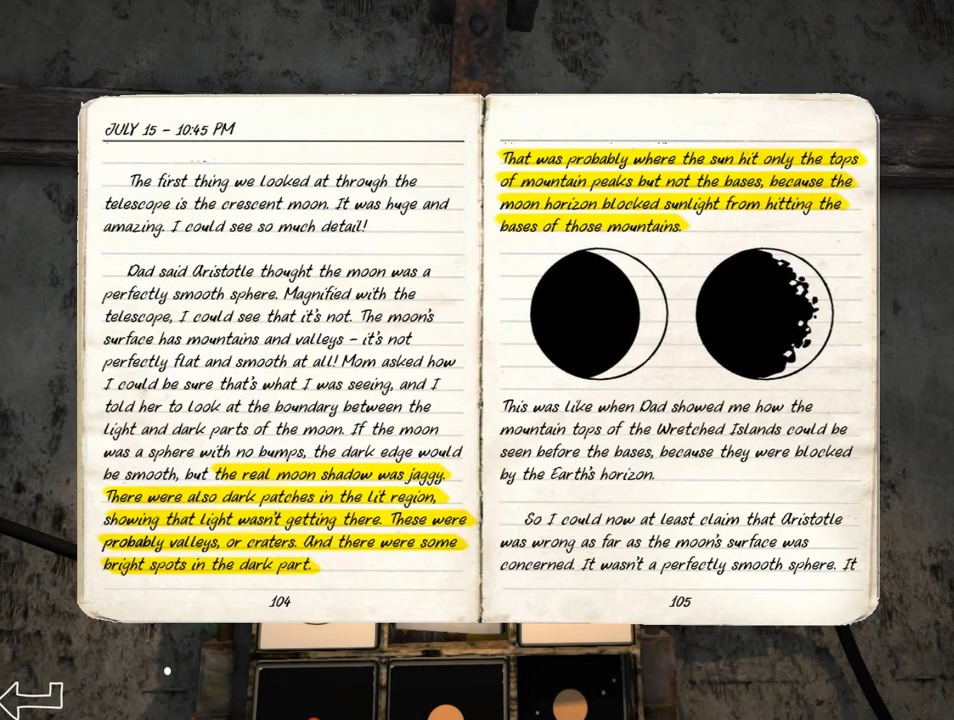 JULY 15 - 10:45 PM
The first thing we looked at through the
telescope is the crescent moon. It was huge and
amazing. I could see so much detail!
Dad said Aristotle thought the moon was a
perfectly smooth sphere. Magnified with the
telescope, I could see that it's not. The moon's
surface has mountains and valleys - it's not
perfectly flat and smooth at all! Mom asked how
I could be sure that's what I was seeing, and I
told her to look at the boundary between the
light and dark parts of the moon. If the moon
was a sphere with no bumps, the dark edge would
be smooth, but the real moon shadow was jaggy.
There were also dark patches in the lit region,
showing that light wasn't getting there. These were
probably valleys, or craters. And there were some
bright spots in the dark part.
104
That was probably where the sun hit only the tops
of mountain peaks but not the bases, because the
moon horizon blocked sunlight from hitting the
bases of those mountains.
This was like when Dad showed me how the
mountain tops of the Wretched Islands could be
seen before the bases, because they were blocked
by the Earth's horizon.
So I could now at least claim that Aristotle
was wrong as far as the moon's surface was
concerned. It wasn't a perfectly smooth sphere. It
105